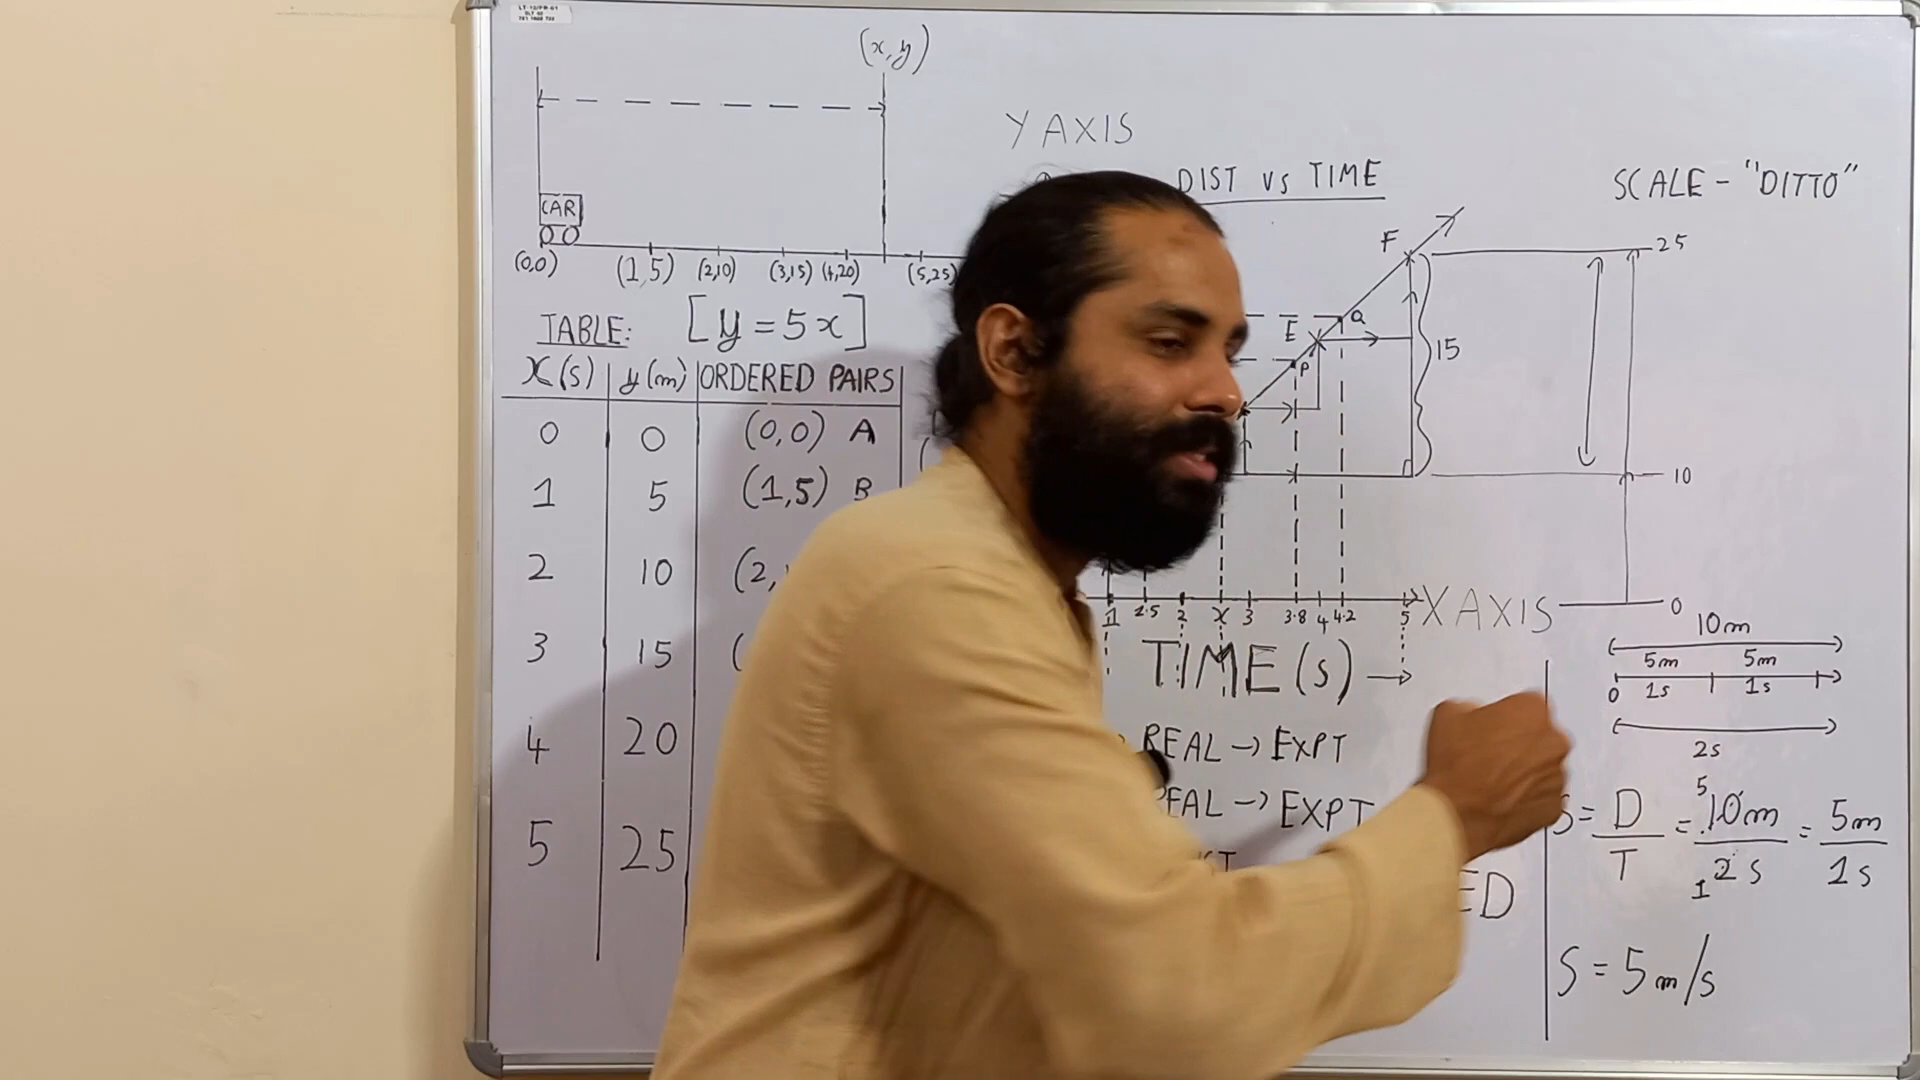 (x,y)
Y AXIS
DIST VS TIME
SCALE - "DITTO"
CAR
(0,0) (1,5) (2,10) (3,15) (4,20) (5,25)
TABLE: [y = 5x]
X(s) y(m) ORDERED PAIRS
0 0 (0,0) A
1 5 (1,5) B
2 10 (2,
3 15 (
4 20
5 25
F
25
E Q
P
15
10
0
1 2 X 3 3.8 4 4.2 5 X AXIS
TIME (s) →
REAL → EXPT
REAL → EXPT
ED
10m
5m 5m
0 1s 1s
2s
S = D/T = 10m/2s = 5m/1s
5
1
S = 5m/s